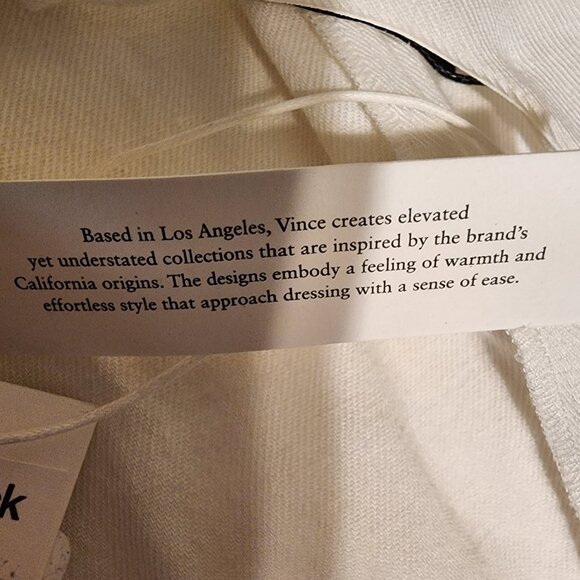 Based in Los Angeles, Vince creates elevated
yet understated collections that are inspired by the brand's
California origins. The designs embody a feeling of warmth and
effortless style that approach dressing with a sense of ease.